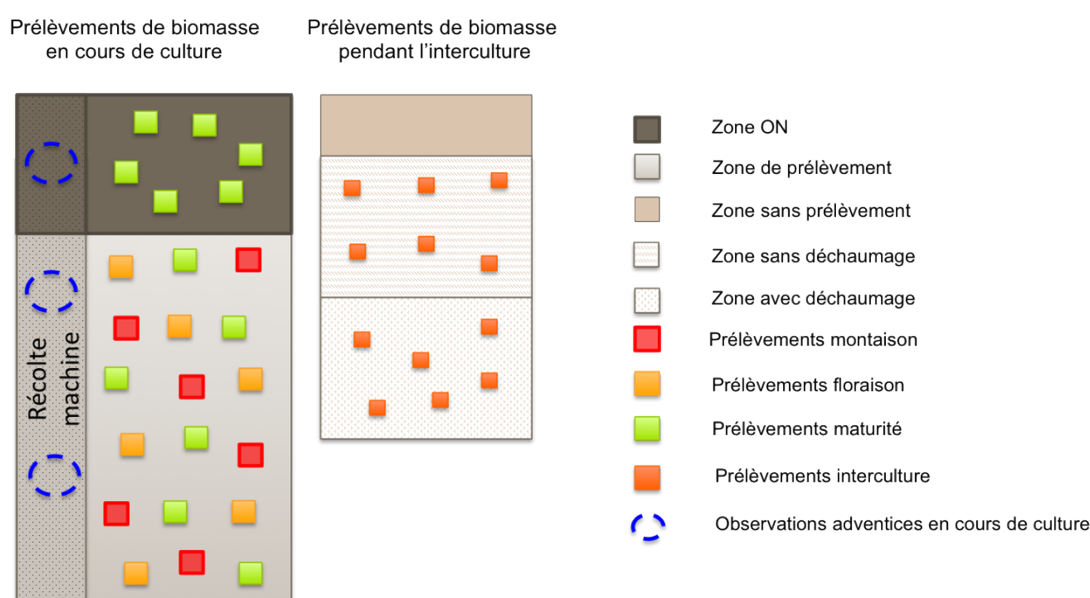 Prélèvements de biomasse
en cours de culture
Prélèvements de biomasse
pendant l'interculture
Récolte
machine
Zone ON
Zone de prélèvement
Zone sans prélèvement
Zone sans déchaumage
Zone avec déchaumage
Prélèvements montaison
Prélèvements floraison
Prélèvements maturité
Prélèvements interculture
Observations adventices en cours de culture